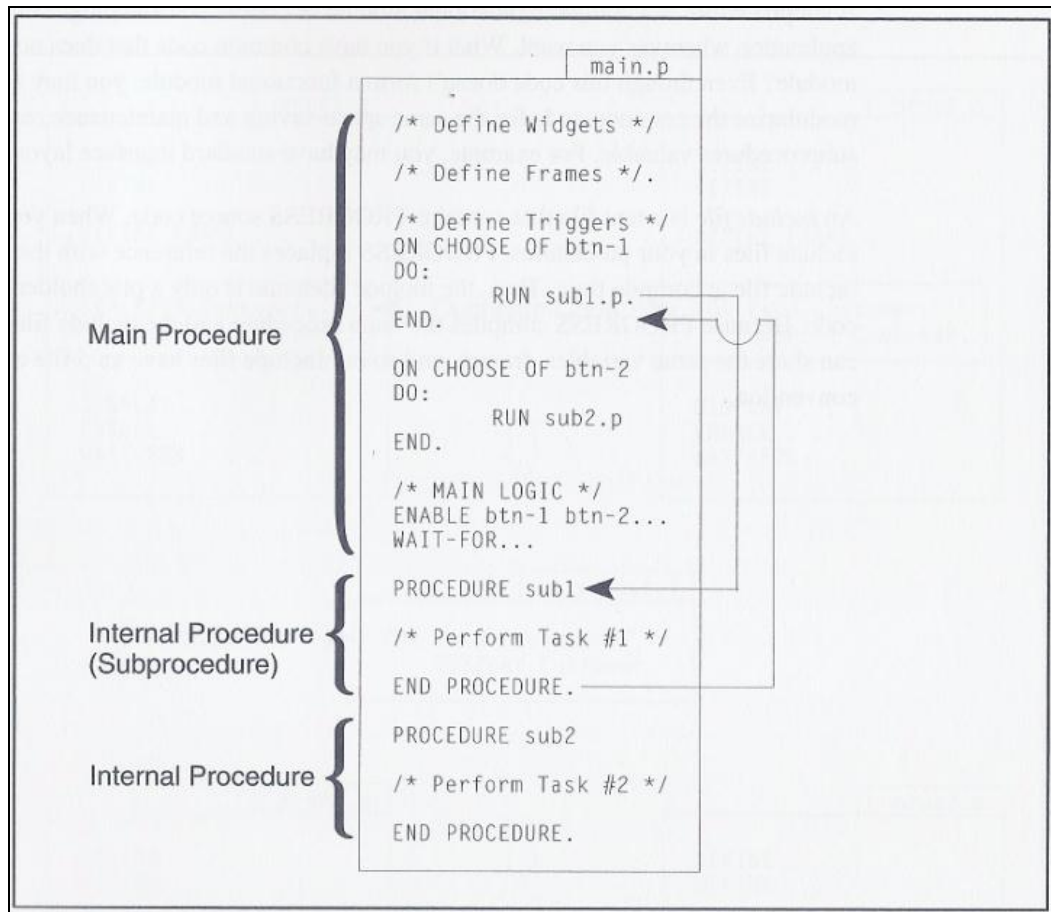 main.p
/* Define Widgets */
/* Define Frames */.
/* Define Triggers */
ON CHOOSE OF btn-1
DO:
RUN sub1.p.
END.
Main Procedure
ON CHOOSE OF btn-2
DO:
RUN sub2.p
END.
/* MAIN LOGIC */
ENABLE btn-1 btn-2...
WAIT-FOR...
PROCEDURE sub1
Internal Procedure
(Subprocedure)
/* Perform Task #1 */
END PROCEDURE.
PROCEDURE sub2
Internal Procedure
/* Perform Task #2 */
END PROCEDURE.